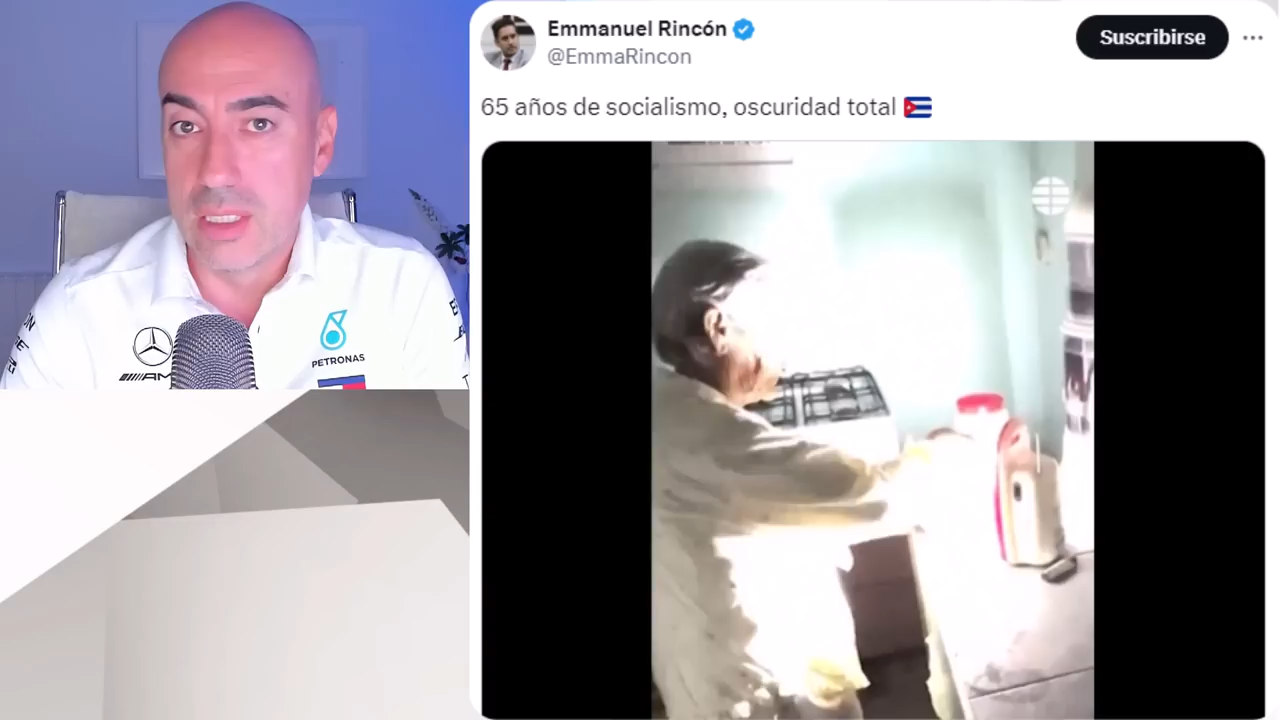 Emmanuel Rincón
@EmmaRincon
Suscribirse
65 años de socialismo, oscuridad total
PETRONAS